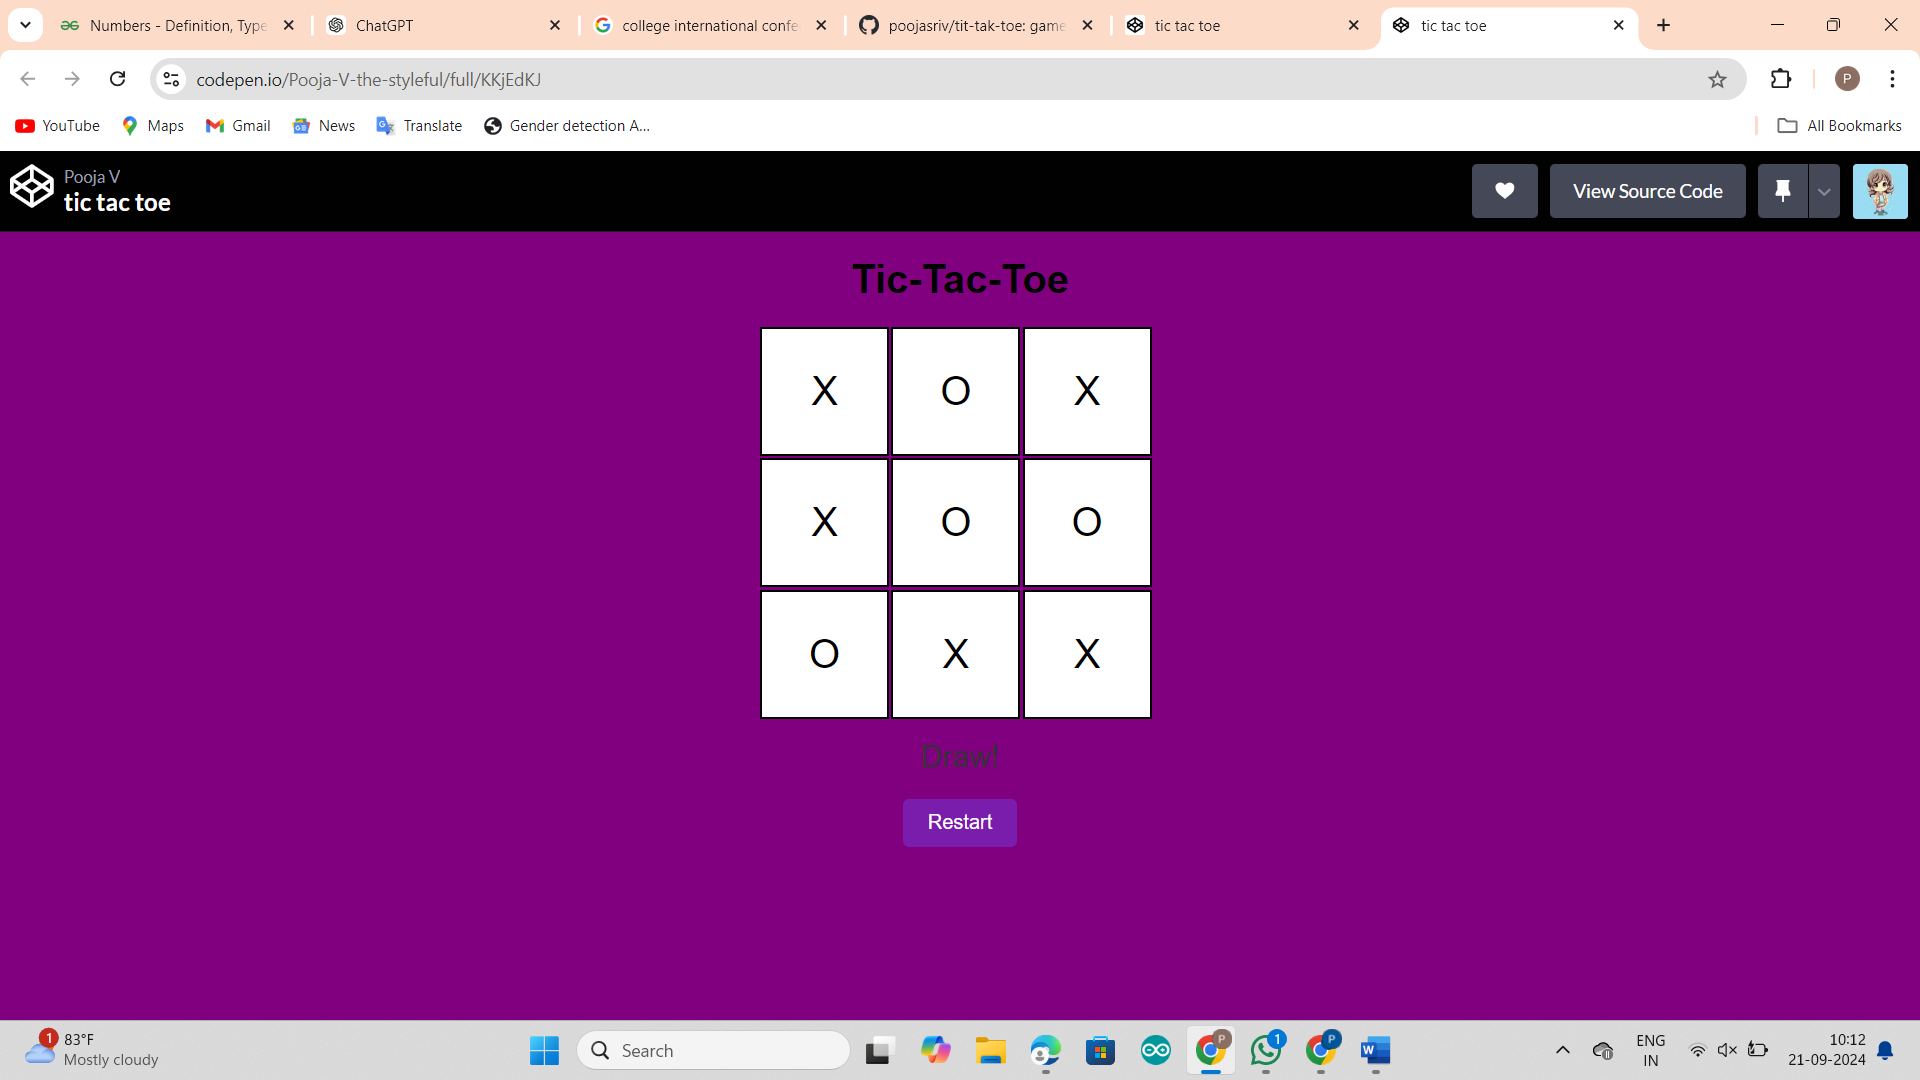 Numbers - Definition, Type
ChatGPT
college international confe
poojasriv/tit-tak-toe: game
tic tac toe
tic tac toe
codepen.io/Pooja-V-the-styleful/full/KKjEdKJ
P
YouTube
Maps
Gmail
News
Translate
Gender detection A...
All Bookmarks
Pooja V
tic tac toe
View Source Code
Tic-Tac-Toe
X O X
X O O
O X X
Draw!
Restart
1
83°F
Mostly cloudy
Search
P
1
P
ENG
IN
10:12
21-09-2024